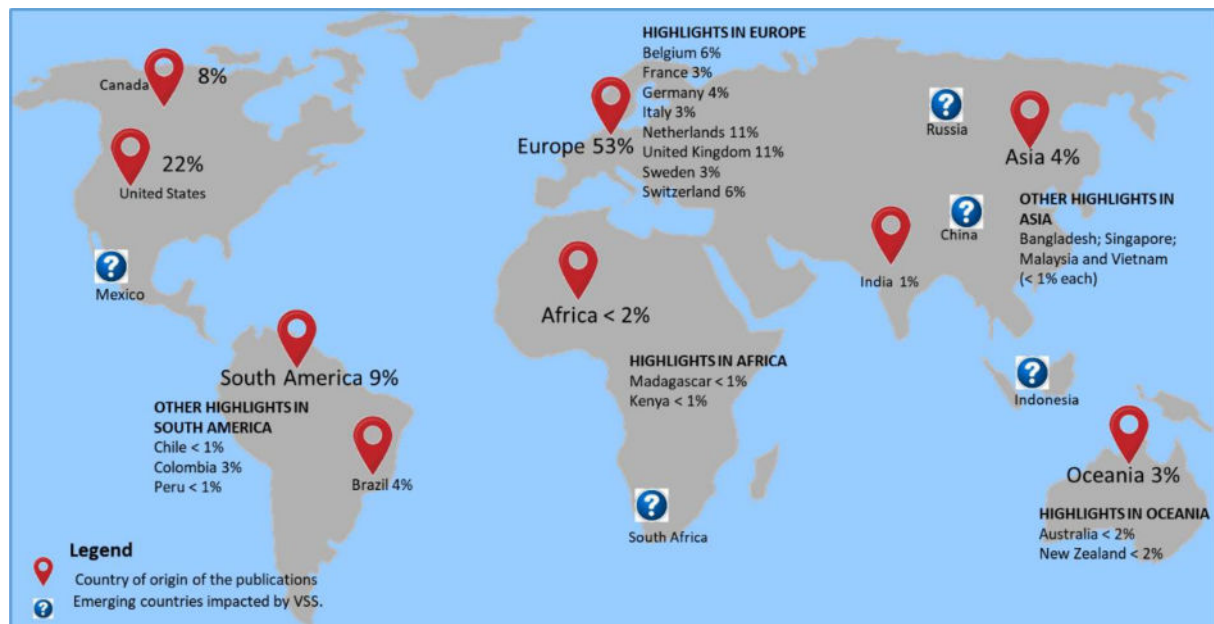 Canada
8%
22%
United States
Mexico
South America 9%
OTHER HIGHLIGHTS IN
SOUTH AMERICA
Chile < 1%
Colombia 3%
Peru < 1%
Brazil 4%
HIGHLIGHTS IN EUROPE
Belgium 6%
France 3%
Germany 4%
Italy 3%
Netherlands 11%
United Kingdom 11%
Sweden 3%
Switzerland 6%
Europe 53%
Africa < 2%
HIGHLIGHTS IN AFRICA
Madagascar < 1%
Kenya < 1%
South Africa
Russia
Asia 4%
China
OTHER HIGHLIGHTS IN
ASIA
Bangladesh; Singapore;
Malaysia and Vietnam
(< 1% each)
India 1%
Indonesia
Oceania 3%
HIGHLIGHTS IN OCEANIA
Australia < 2%
New Zealand < 2%
Legend
Country of origin of the publications
? Emerging countries impacted by VSS.